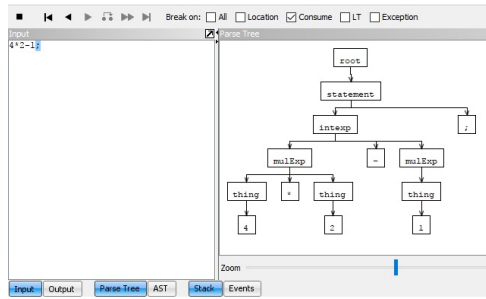 Break on: All Location Consume LT Exception
Input
Parse Tree
4*2-1;
root
statement
intexp ;
mulExp - mulExp
thing * thing thing
4 2 1
Zoom
Input Output Parse Tree AST Stack Events